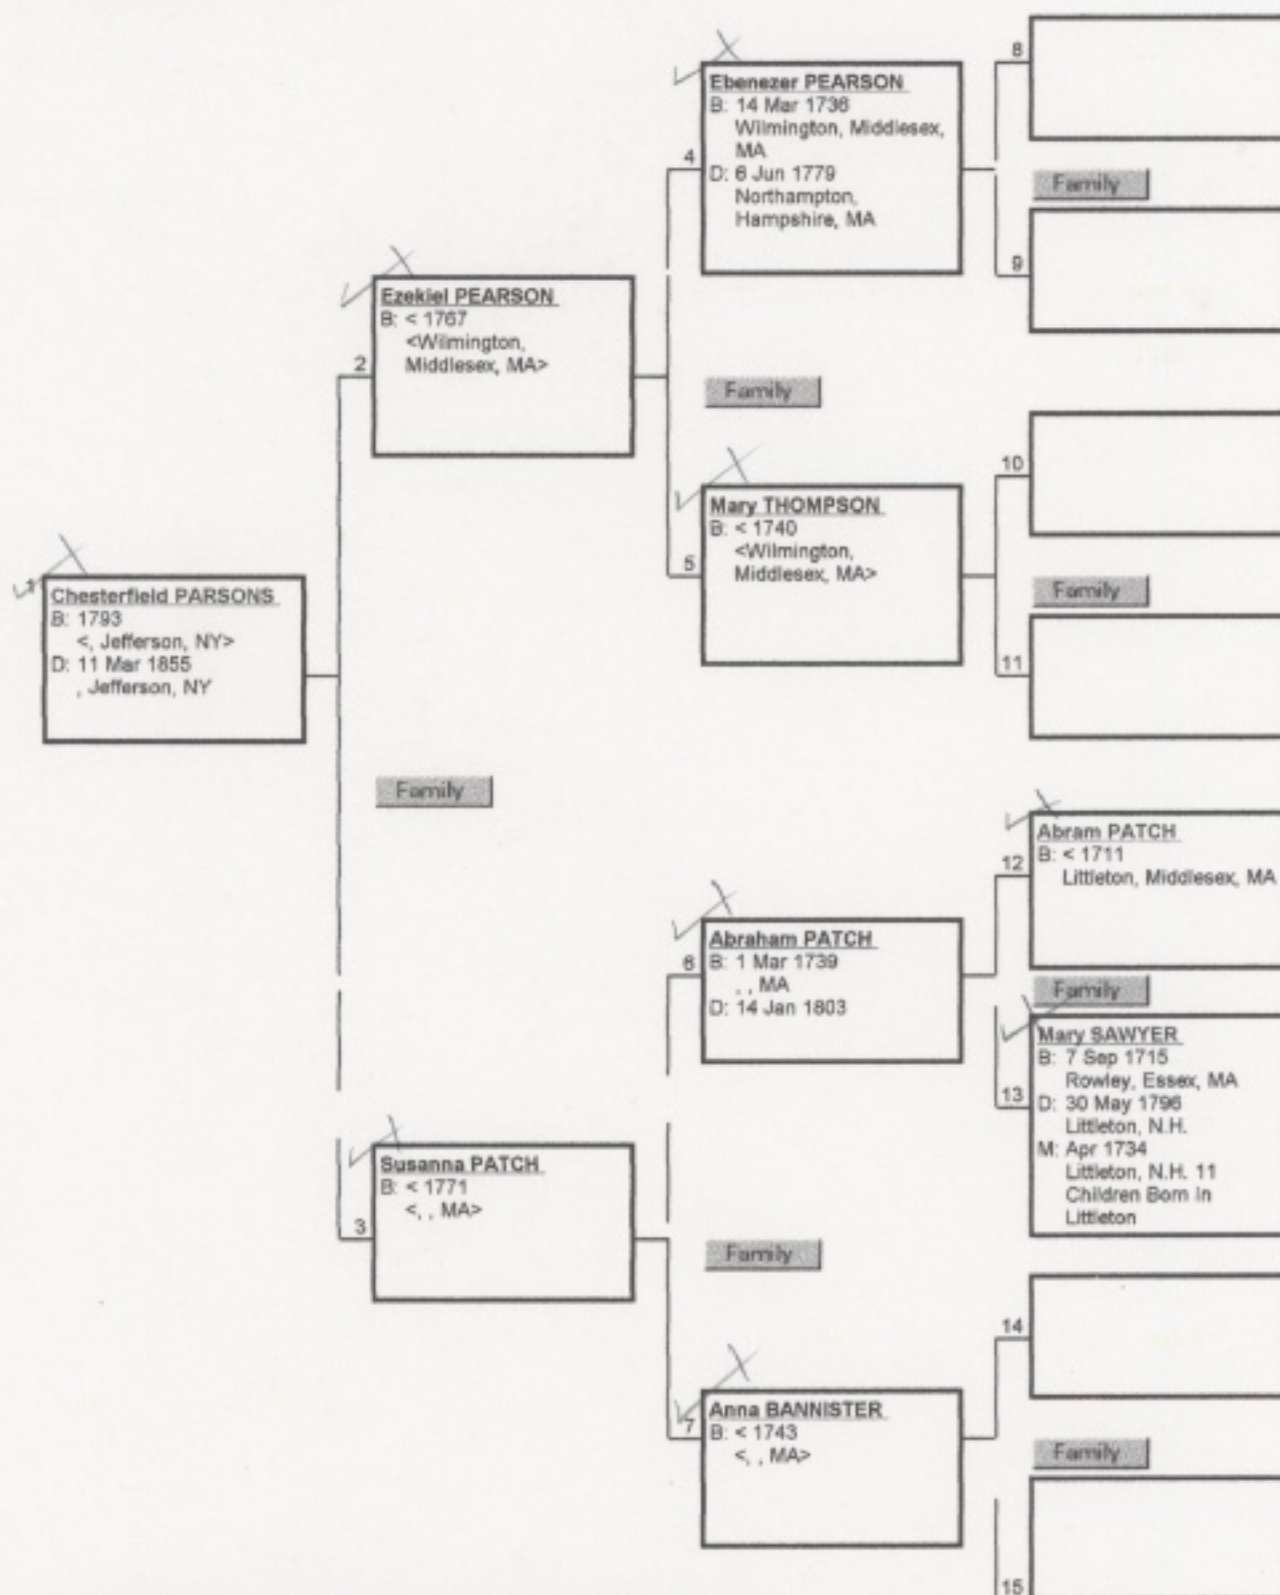 8
Ebenezer PEARSON
B: 14 Mar 1736
Wilmington, Middlesex,
MA
D: 6 Jun 1779
Northampton,
Hampshire, MA
4
Family
9
Ezekiel PEARSON
B: < 1767
<Wilmington,
Middlesex, MA>
2
Family
10
Mary THOMPSON
B: < 1740
<Wilmington,
Middlesex, MA>
5
Family
11
1
Chesterfield PARSONS
B: 1793
<, Jefferson, NY>
D: 11 Mar 1855
, Jefferson, NY
Family
Abram PATCH
B: < 1711
Littleton, Middlesex, MA
12
Abraham PATCH
B: 1 Mar 1739
, , MA
D: 14 Jan 1803
6
Family
Mary SAWYER
B: 7 Sep 1715
Rowley, Essex, MA
D: 30 May 1796
Littleton, N.H.
M: Apr 1734
Littleton, N.H. 11
Children Born In
Littleton
13
Susanna PATCH
B: < 1771
<, , MA>
3
Family
14
Anna BANNISTER
B: < 1743
<, , MA>
7
Family
15